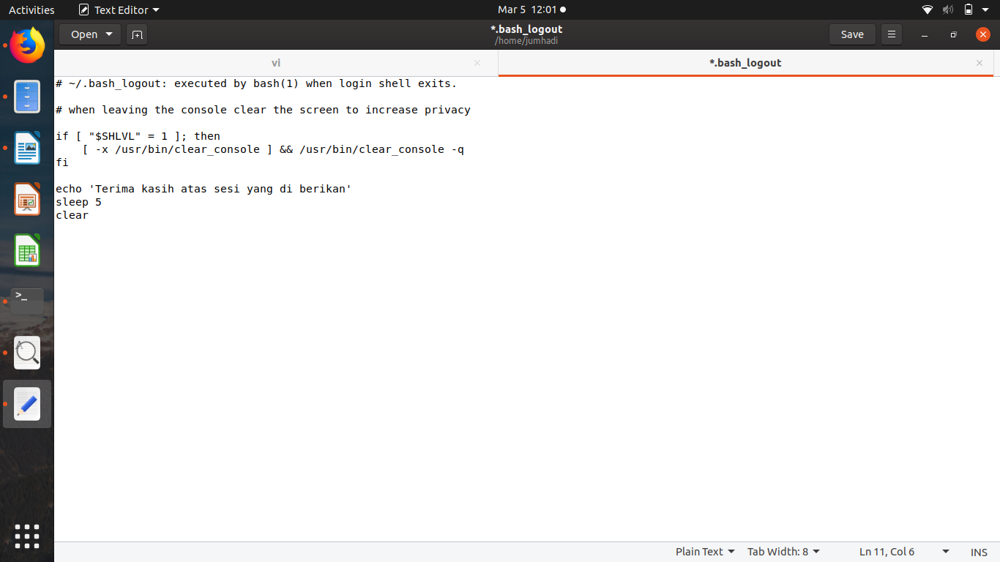 Activities
Text Editor
Mar 5 12:01
Open
*.bash_logout
/home/jumhadi
Save
vi
*.bash_logout
# ~/.bash_logout: executed by bash(1) when login shell exits.
# when leaving the console clear the screen to increase privacy
if [ "$SHLVL" = 1 ]; then
    [ -x /usr/bin/clear_console ] && /usr/bin/clear_console -q
fi
echo 'Terima kasih atas sesi yang di berikan'
sleep 5
clear
>_
A
Plain Text
Tab Width: 8
Ln 11, Col 6
INS